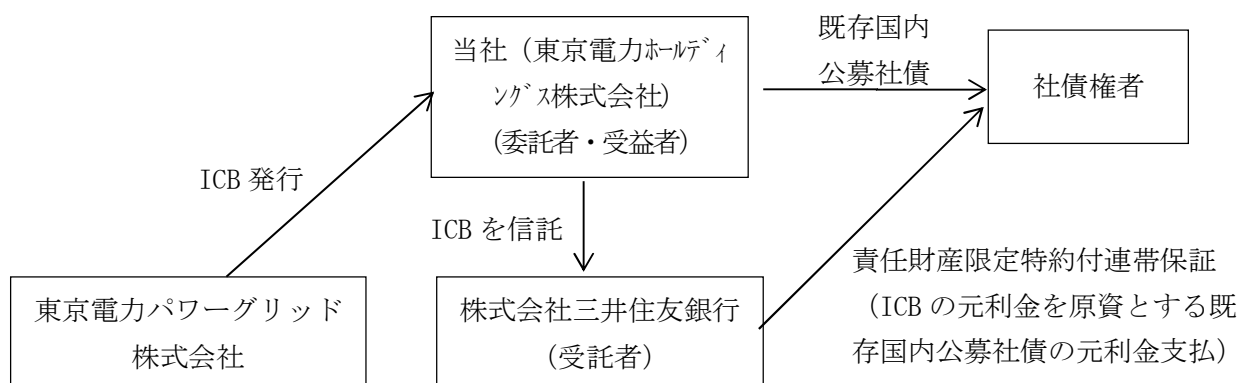 当社（東京電力ﾎｰﾙﾃﾞｨ
ﾝｸﾞｽ株式会社）
（委託者・受益者）
既存国内
公募社債
社債権者
ICB 発行
ICB を信託
東京電力パワーグリッド
株式会社
株式会社三井住友銀行
（受託者）
責任財産限定特約付連帯保証
（ICB の元利金を原資とする既
存国内公募社債の元利金支払）